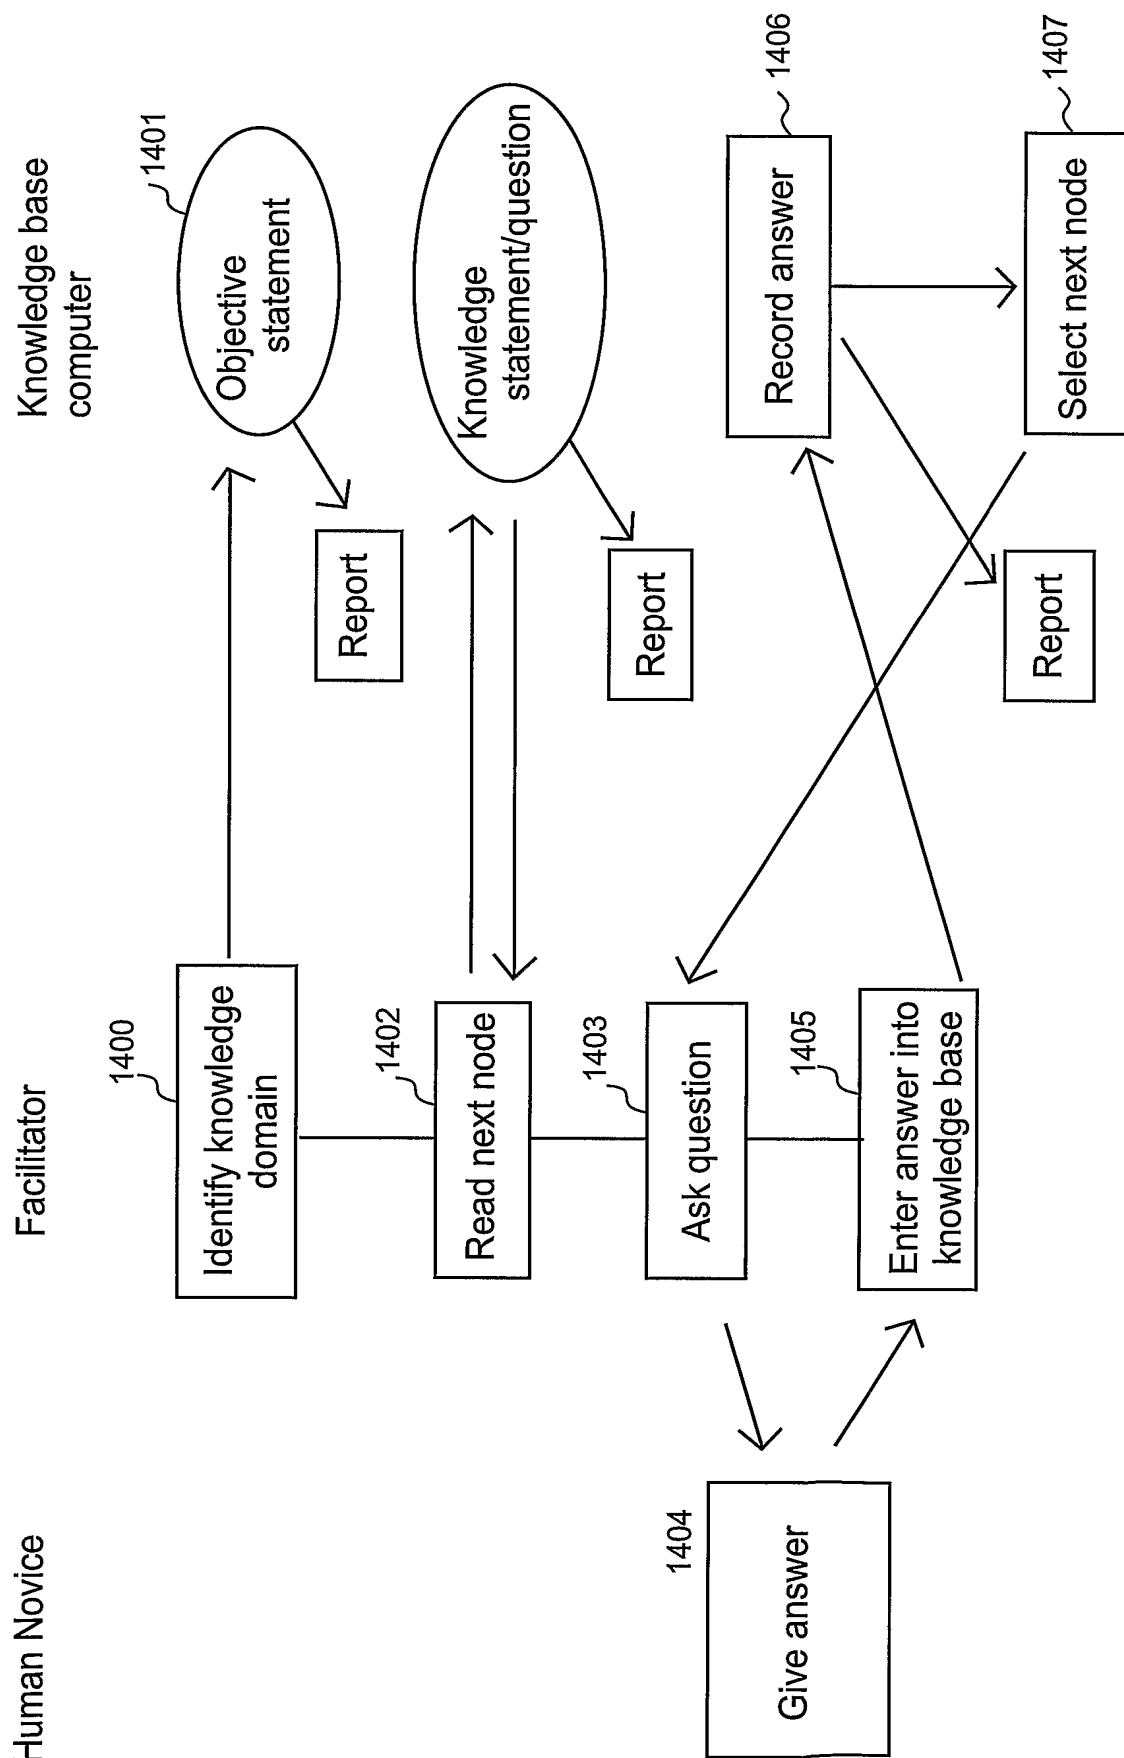 Human Novice
Facilitator
Knowledge base
computer
1400
Identify knowledge
domain
1401
Objective
statement
Report
1402
Read next node
Knowledge
statement/question
Report
1403
Ask question
1404
Give answer
1405
Enter answer into
knowledge base
1406
Record answer
Report
1407
Select next node